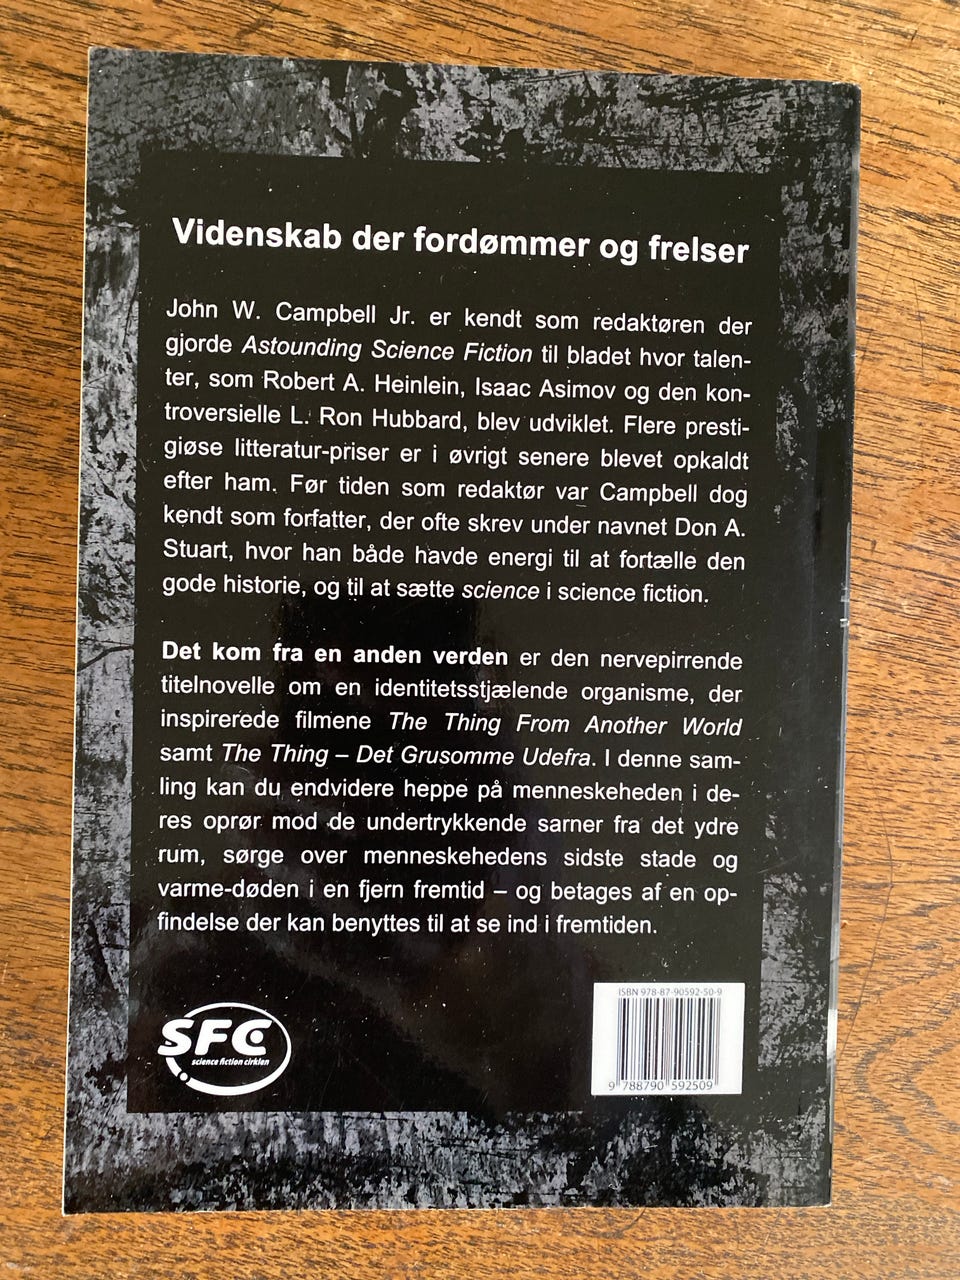 Videnskab der fordømmer og frelser
John W. Campbell Jr. er kendt som redaktøren der
gjorde Astounding Science Fiction til bladet hvor talen-
ter, som Robert A. Heinlein, Isaac Asimov og den kon-
troversielle L. Ron Hubbard, blev udviklet. Flere presti-
giøse litteratur-priser er i øvrigt senere blevet opkaldt
efter ham. Før tiden som redaktør var Campbell dog
kendt som forfatter, der ofte skrev under navnet Don A.
Stuart, hvor han både havde energi til at fortælle den
gode historie, og til at sætte science i science fiction.
Det kom fra en anden verden er den nervepirrende
titelnovelle om en identitetsstjælende organisme, der
inspirerede filmene The Thing From Another World
samt The Thing – Det Grusomme Udefra. I denne sam-
ling kan du endvidere heppe på menneskeheden i de-
res oprør mod de undertrykkende sarner fra det ydre
rum, sørge over menneskehedens sidste stade og
varme-døden i en fjern fremtid – og betages af en op-
findelse der kan benyttes til at se ind i fremtiden.
SFC
science fiction cirklen
ISBN 978-87-90592-50-9
9 788790 592509